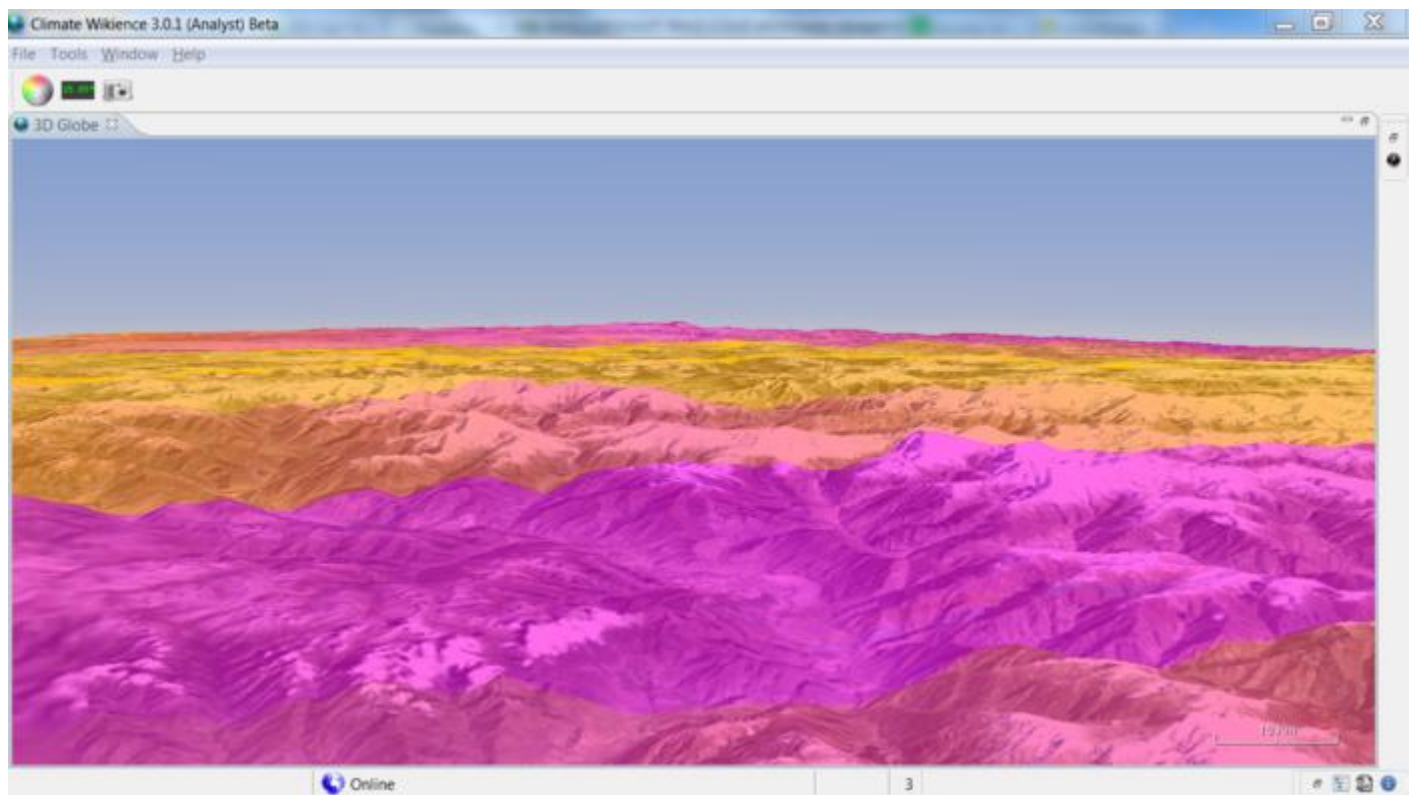 Climate Wikience 3.0.1 (Analyst) Beta
File Tools Window Help
3D Globe
Online
3